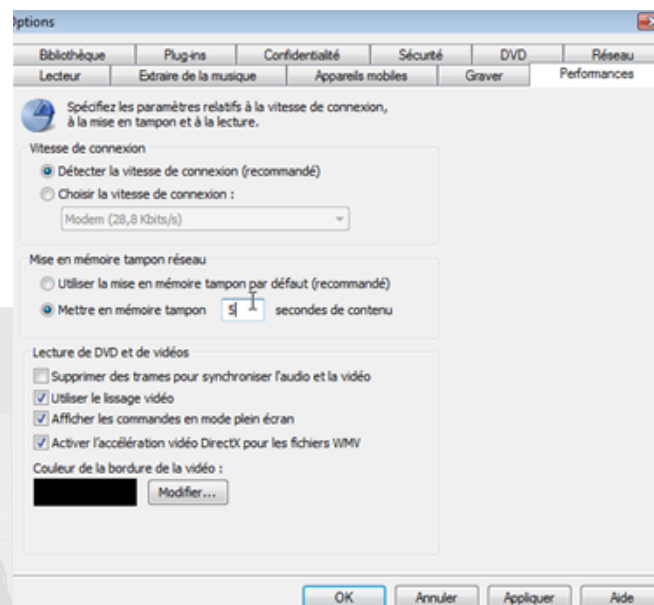 Options
Bibliothèque Plug-ins Confidentialité Sécurité DVD Réseau
Lecteur Extraire de la musique Appareils mobiles Graver Performances
Spécifiez les paramètres relatifs à la vitesse de connexion,
à la mise en tampon et à la lecture.
Vitesse de connexion
Détecter la vitesse de connexion (recommandé)
Choisir la vitesse de connexion :
Modem (28,8 Kbits/s)
Mise en mémoire tampon réseau
Utiliser la mise en mémoire tampon par défaut (recommandé)
Mettre en mémoire tampon 5 secondes de contenu
Lecture de DVD et de vidéos
Supprimer des trames pour synchroniser l'audio et la vidéo
Utiliser le lissage vidéo
Afficher les commandes en mode plein écran
Activer l'accélération vidéo DirectX pour les fichiers WMV
Couleur de la bordure de la vidéo :
Modifier...
OK Annuler Appliquer Aide